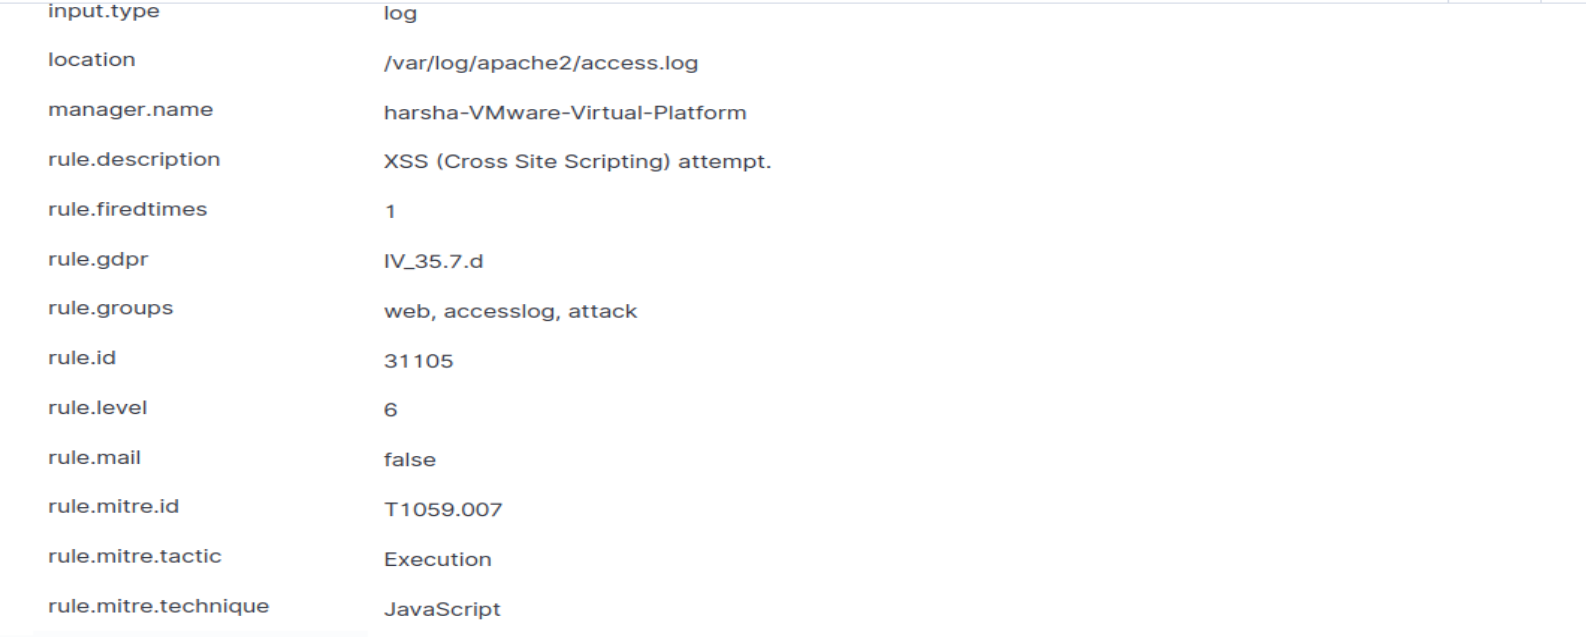 input.type log
location /var/log/apache2/access.log
manager.name harsha-VMware-Virtual-Platform
rule.description XSS (Cross Site Scripting) attempt.
rule.firedtimes 1
rule.gdpr IV_35.7.d
rule.groups web, accesslog, attack
rule.id 31105
rule.level 6
rule.mail false
rule.mitre.id T1059.007
rule.mitre.tactic Execution
rule.mitre.technique JavaScript